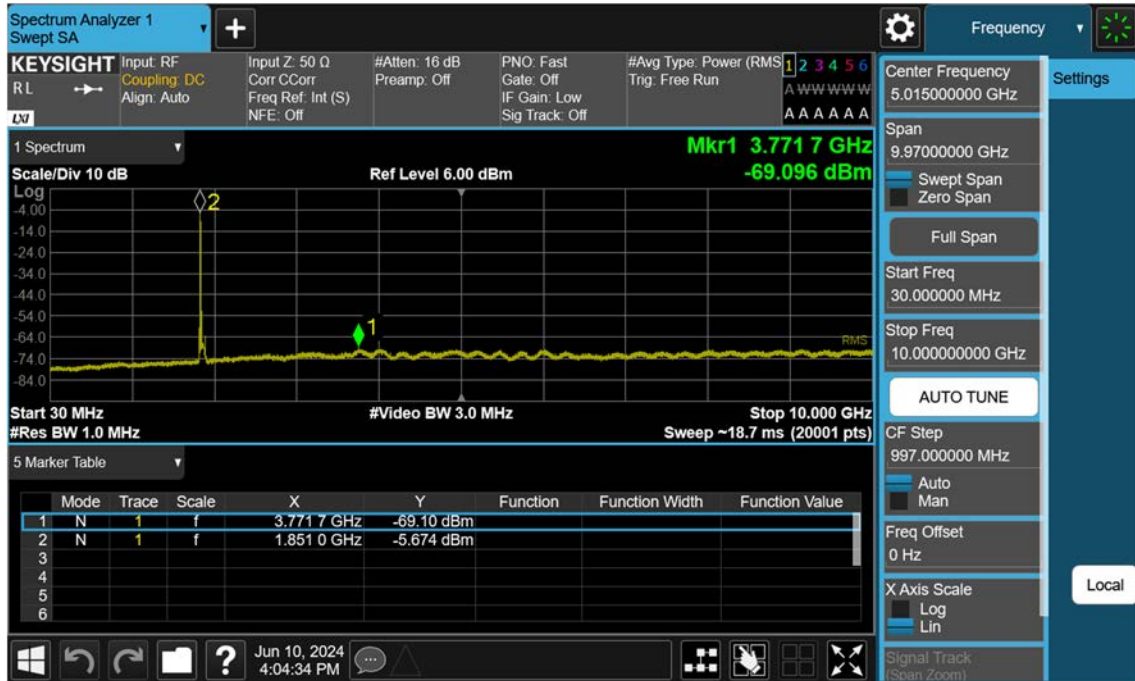 Spectrum Analyzer 1
Swept SA
+
Frequency
KEYSIGHT
RL
LXI
Input: RF
Coupling: DC
Align: Auto
Input Z: 50 Ω
Corr CCorr
Freq Ref: Int (S)
NFE: Off
#Atten: 16 dB
Preamp: Off
PNO: Fast
Gate: Off
IF Gain: Low
Sig Track: Off
#Avg Type: Power (RMS
Trig: Free Run
1 2 3 4 5 6
A W W W W W
A A A A A A
1 Spectrum
Mkr1 3.771 7 GHz
-69.096 dBm
Scale/Div 10 dB
Ref Level 6.00 dBm
Log
-4.00
-14.0
-24.0
-34.0
-44.0
-54.0
-64.0
-74.0
-84.0
2
1
RMS
Start 30 MHz
#Video BW 3.0 MHz
Stop 10.000 GHz
#Res BW 1.0 MHz
Sweep ~18.7 ms (20001 pts)
5 Marker Table
Mode Trace Scale X Y Function Function Width Function Value
1 N 1 f 3.771 7 GHz -69.10 dBm
2 N 1 f 1.851 0 GHz -5.674 dBm
3
4
5
6
?
Jun 10, 2024
4:04:34 PM
Center Frequency
5.015000000 GHz
Settings
Span
9.97000000 GHz
Swept Span
Zero Span
Full Span
Start Freq
30.000000 MHz
Stop Freq
10.000000000 GHz
AUTO TUNE
CF Step
997.000000 MHz
Auto
Man
Freq Offset
0 Hz
X Axis Scale
Log
Lin
Local
Signal Track
(Span Zoom)